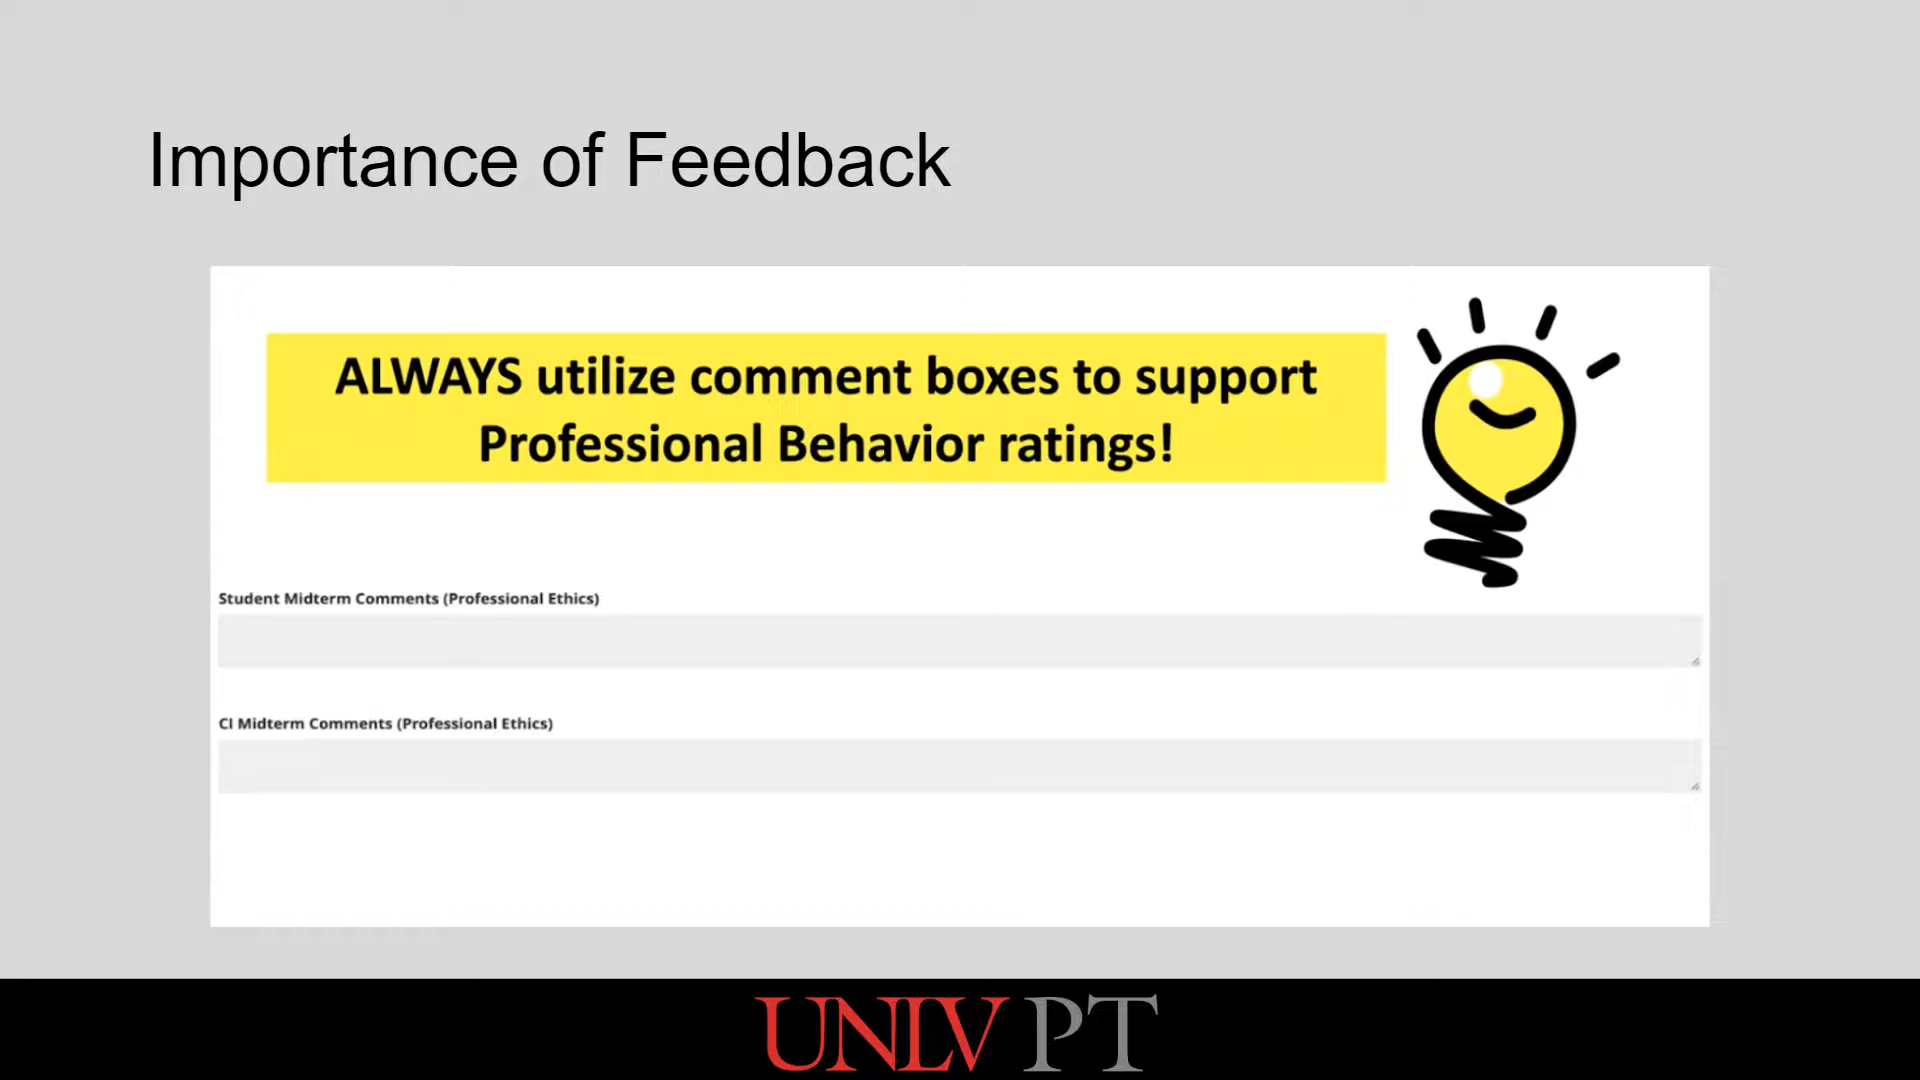 Importance of Feedback
ALWAYS utilize comment boxes to support
Professional Behavior ratings!
Student Midterm Comments (Professional Ethics)
CI Midterm Comments (Professional Ethics)
UNLV PT